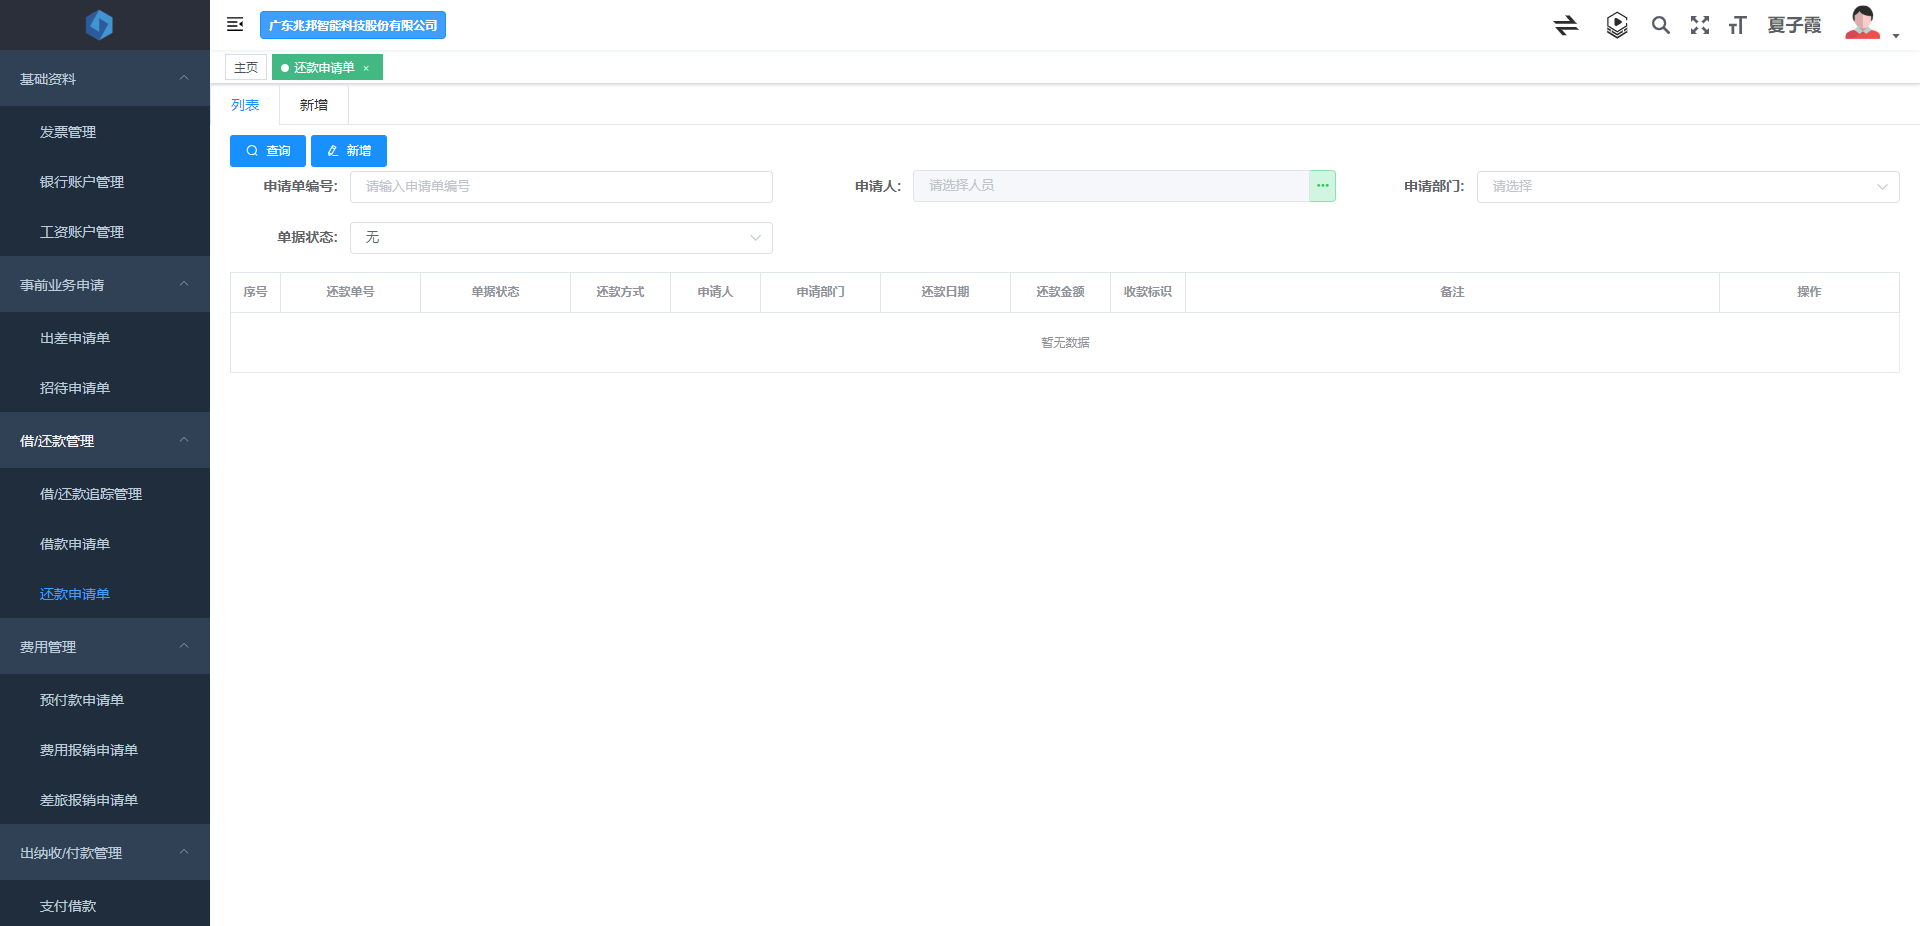 广东兆邦智能科技股份有限公司
夏子霞
主页
还款申请单 ×
基础资料
发票管理
银行账户管理
工资账户管理
事前业务申请
出差申请单
招待申请单
借/还款管理
借/还款追踪管理
借款申请单
还款申请单
费用管理
预付款申请单
费用报销申请单
差旅报销申请单
出纳收/付款管理
支付借款
列表 新增
查询 新增
申请单编号: 请输入申请单编号 申请人: 请选择人员 申请部门: 请选择
单据状态: 无
序号 还款单号 单据状态 还款方式 申请人 申请部门 还款日期 还款金额 收款标识 备注 操作
暂无数据